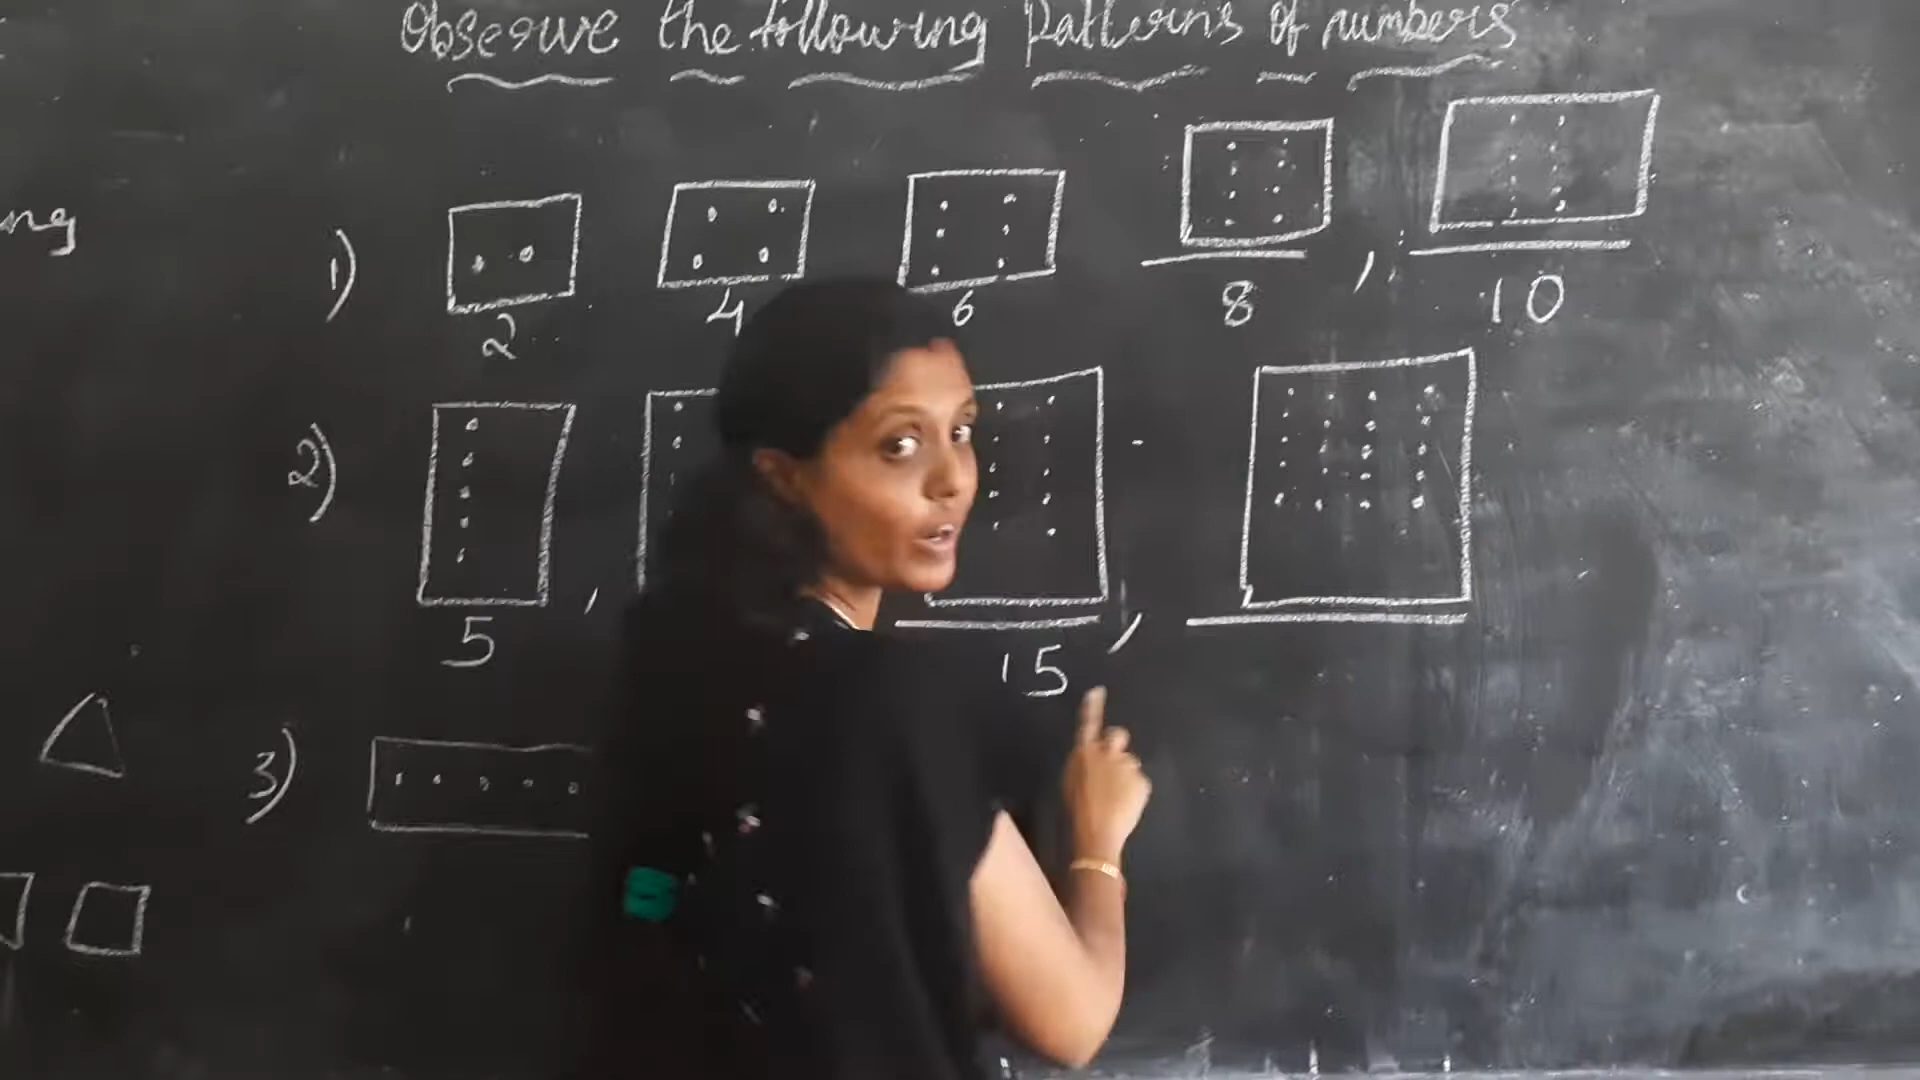 Observe the following patterns of numbers
ng
1) 2 4 6 8 , 10
2) 5 , 15 ,
3)